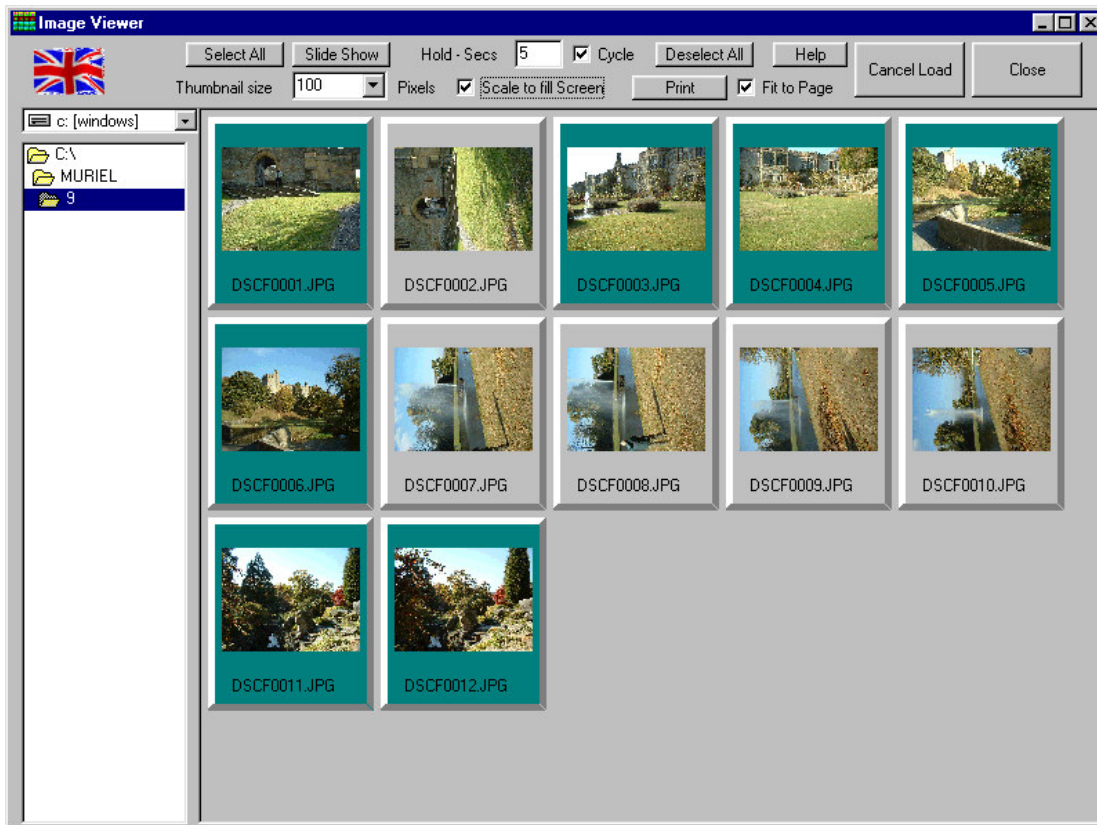 Image Viewer
Select All Slide Show Hold - Secs 5 Cycle Deselect All Help Cancel Load Close
Thumbnail size 100 Pixels Scale to fill Screen Print Fit to Page
c: [windows]
C:\
MURIEL
9
DSCF0001.JPG DSCF0002.JPG DSCF0003.JPG DSCF0004.JPG DSCF0005.JPG
DSCF0006.JPG DSCF0007.JPG DSCF0008.JPG DSCF0009.JPG DSCF0010.JPG
DSCF0011.JPG DSCF0012.JPG